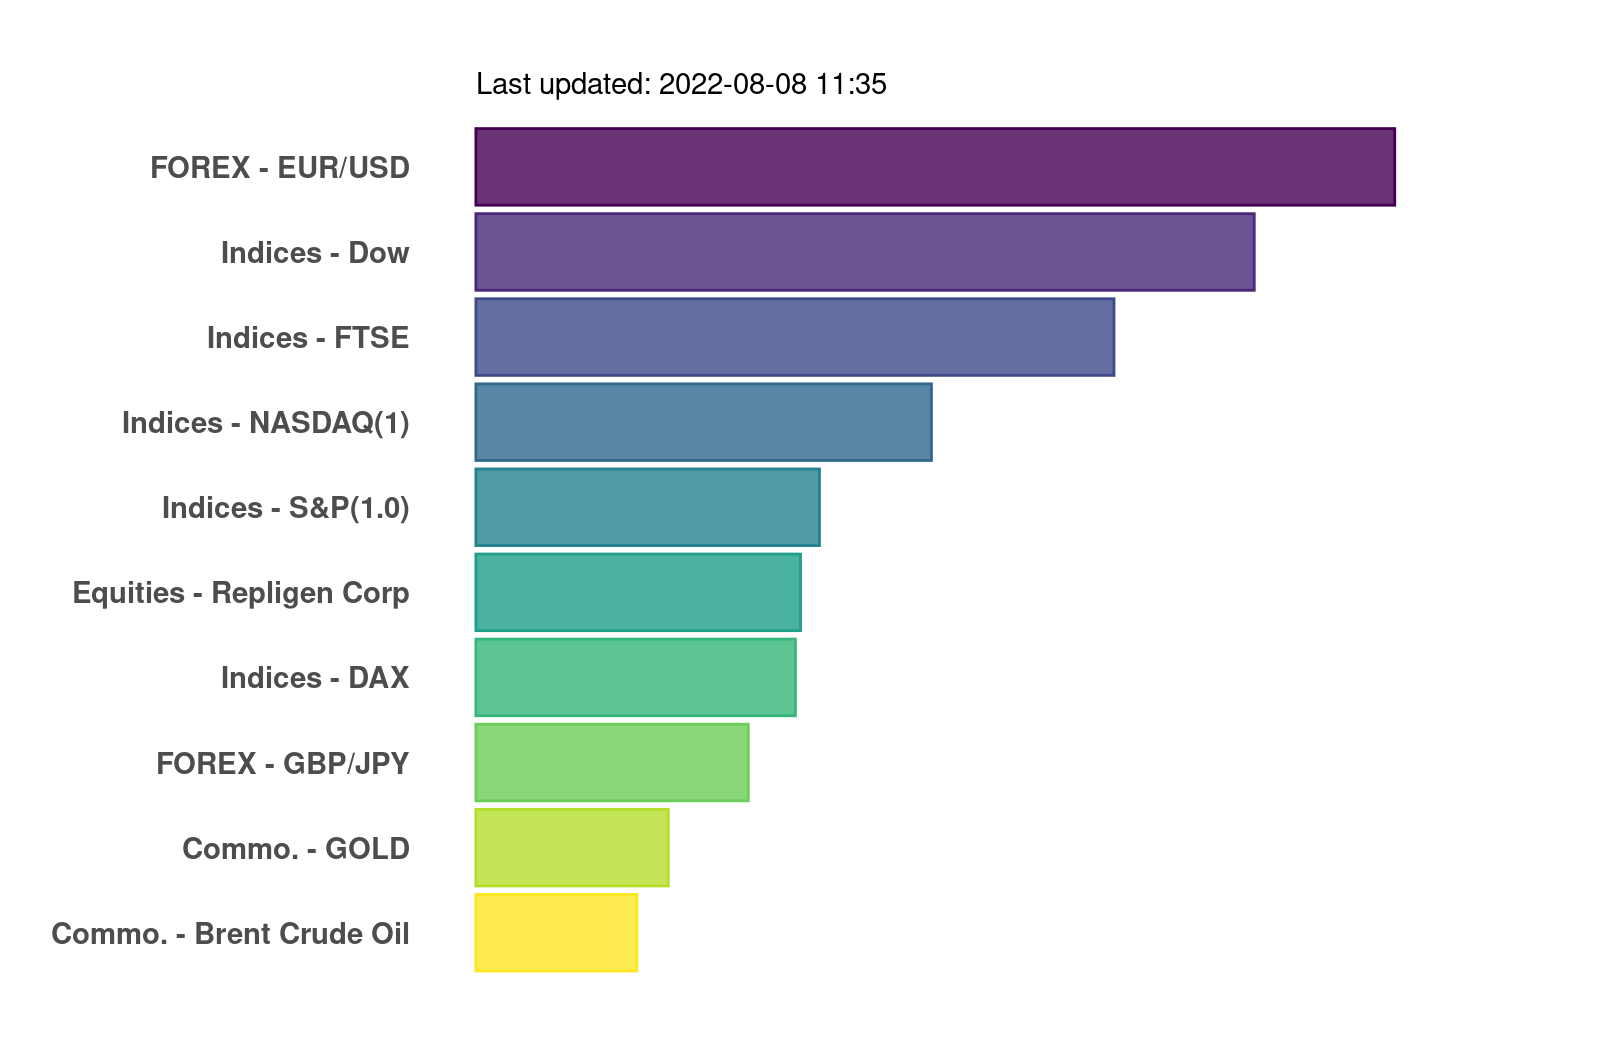 Last updated: 2022-08-08 11:35
FOREX - EUR/USD
Indices - Dow
Indices - FTSE
Indices - NASDAQ(1)
Indices - S&P(1.0)
Equities - Repligen Corp
Indices - DAX
FOREX - GBP/JPY
Commo. - GOLD
Commo. - Brent Crude Oil